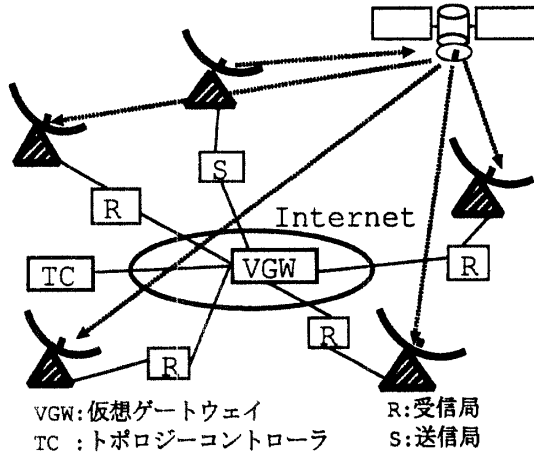 S
R
Internet
TC
VGW
R
R
R
VGW:仮想ゲートウェイ
R:受信局
TC :トポロジーコントローラ
S:送信局